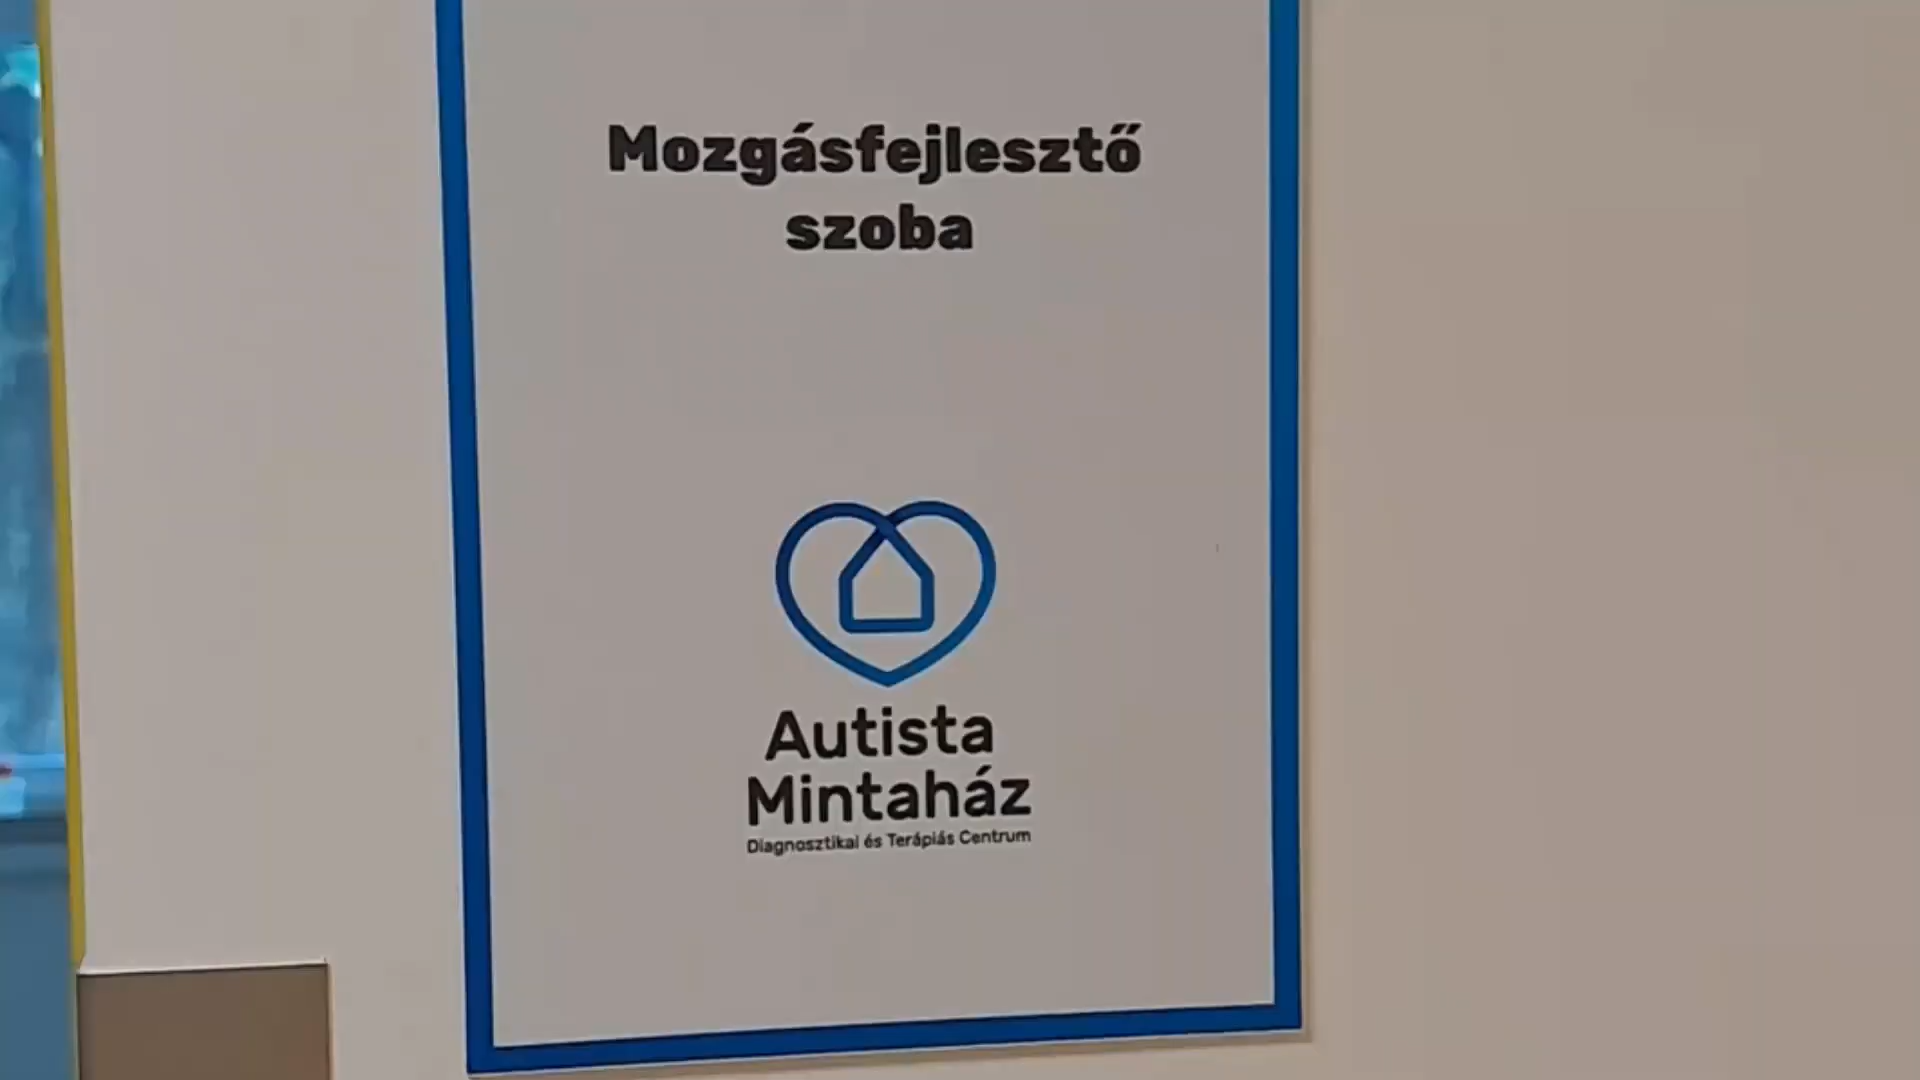 Mozgásfejlesztő
szoba
Autista
Mintaház
Diagnosztikai és Terápiás Centrum